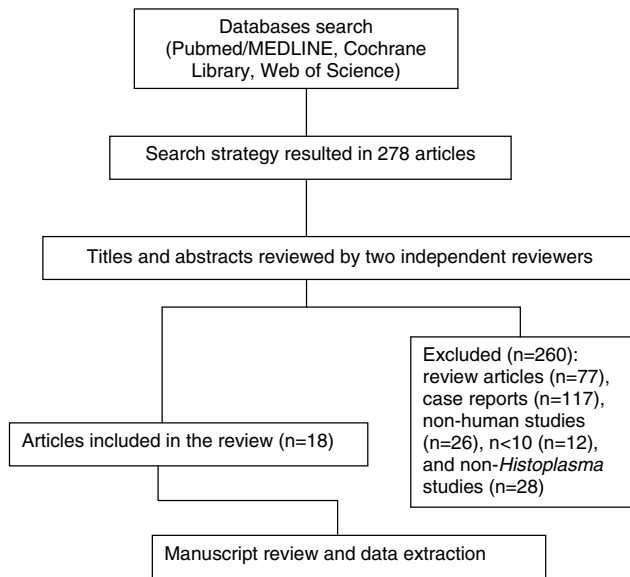 Databases search
(Pubmed/MEDLINE, Cochrane
Library, Web of Science)
Search strategy resulted in 278 articles
Titles and abstracts reviewed by two independent reviewers
Excluded (n=260):
review articles (n=77),
case reports (n=117),
non-human studies
(n=26), n<10 (n=12),
and non-Histoplasma
studies (n=28)
Articles included in the review (n=18)
Manuscript review and data extraction